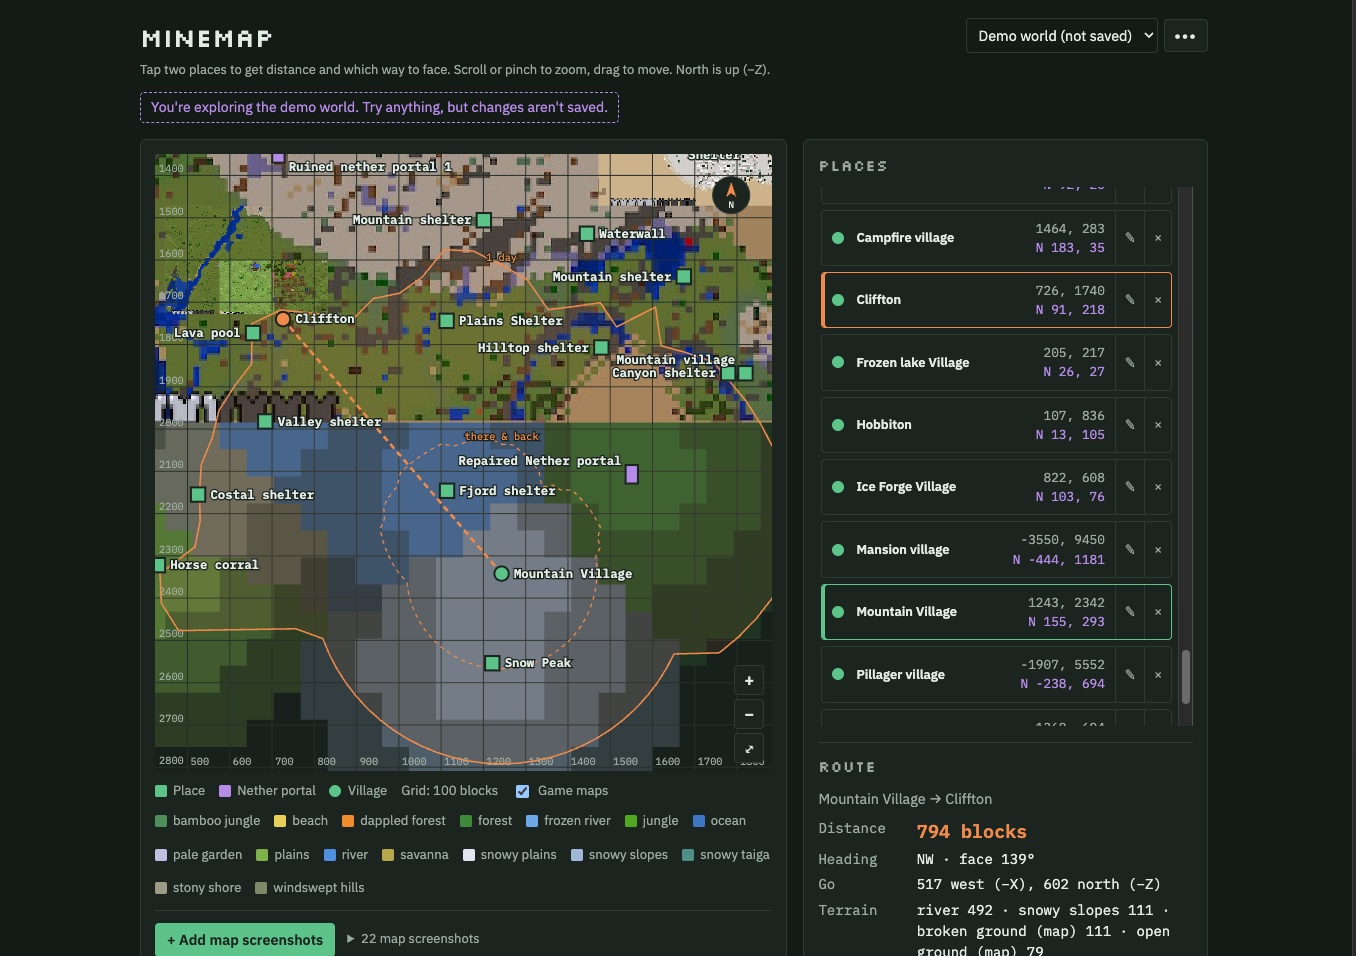 MINEMAP
Demo world (not saved)
•••
Tap two places to get distance and which way to face. Scroll or pinch to zoom, drag to move. North is up (−Z).
You're exploring the demo world. Try anything, but changes aren't saved.
Shelter
1400
Ruined nether portal 1
N
1500
Mountain shelter
Waterwall
1600
1 day
Mountain shelter
1700
Cliffton
Plains Shelter
Lava pool
1800
Hilltop shelter
Mountain village
Canyon shelter
1900
2000
Valley shelter
there & back
2100
Repaired Nether portal
Costal shelter
Fjord shelter
2200
2300
Horse corral
Mountain Village
2400
2500
Snow Peak
2600
+
2700
−
2800 500 600 700 800 900 1000 1100 1200 1300 1400 1500 1600 1700 1800
Place Nether portal Village Grid: 100 blocks Game maps
bamboo jungle beach dappled forest forest frozen river jungle ocean
pale garden plains river savanna snowy plains snowy slopes snowy taiga
stony shore windswept hills
+ Add map screenshots
▶ 22 map screenshots
PLACES
Campfire village
1464, 283
N 183, 35
✎ ×
Cliffton
726, 1740
N 91, 218
✎ ×
Frozen lake Village
205, 217
N 26, 27
✎ ×
Hobbiton
107, 836
N 13, 105
✎ ×
Ice Forge Village
822, 608
N 103, 76
✎ ×
Mansion village
-3550, 9450
N -444, 1181
✎ ×
Mountain Village
1243, 2342
N 155, 293
✎ ×
Pillager village
-1907, 5552
N -238, 694
✎ ×
ROUTE
Mountain Village → Cliffton
Distance 794 blocks
Heading NW · face 139°
Go 517 west (−X), 602 north (−Z)
Terrain river 492 · snowy slopes 111 ·
broken ground (map) 111 · open
ground (map) 79